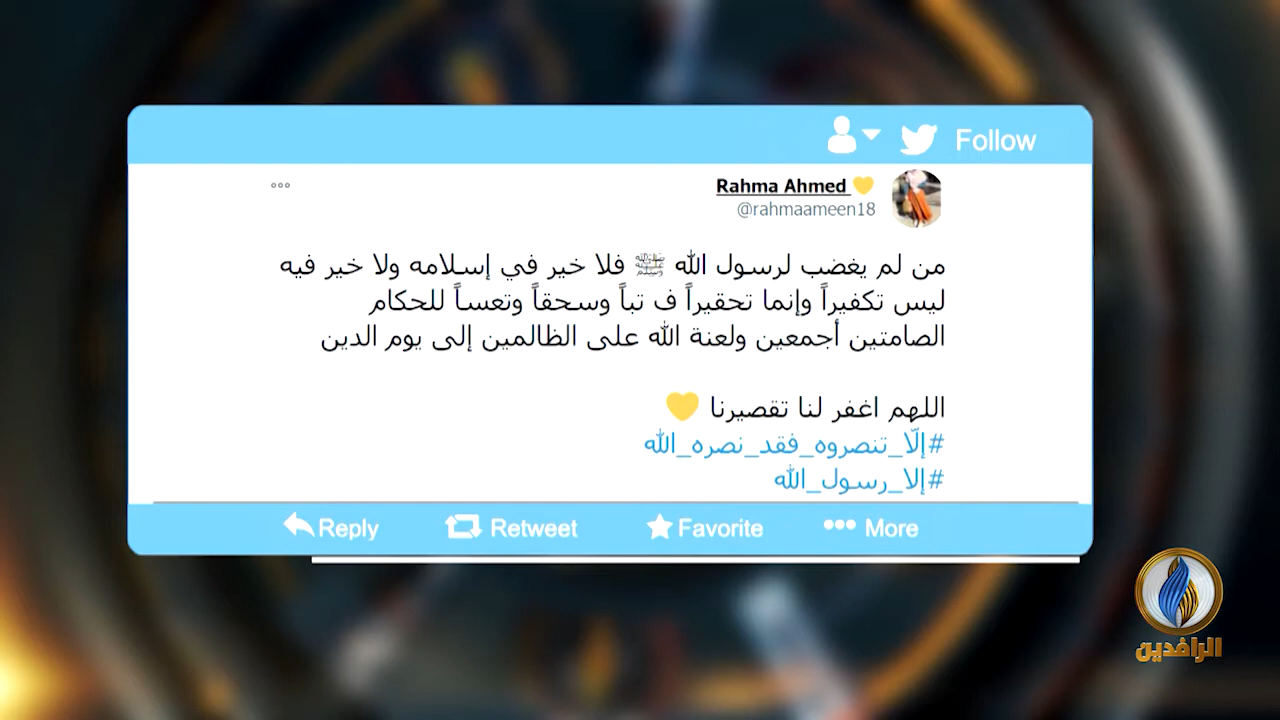 Follow
Rahma Ahmed 💛
@rahmaameen18
من لم يغضب لرسول الله ﷺ فلا خير في إسلامه ولا خير فيه
ليس تكفيراً وإنما تحقيراً ف تباً وسحقاً وتعساً للحكام
الصامتين أجمعين ولعنة الله على الظالمين إلى يوم الدين
اللهم اغفر لنا تقصيرنا 💛
#إلّا_تنصروه_فقد_نصره_الله
#إلا_رسول_الله
Reply Retweet Favorite More
الرافدين